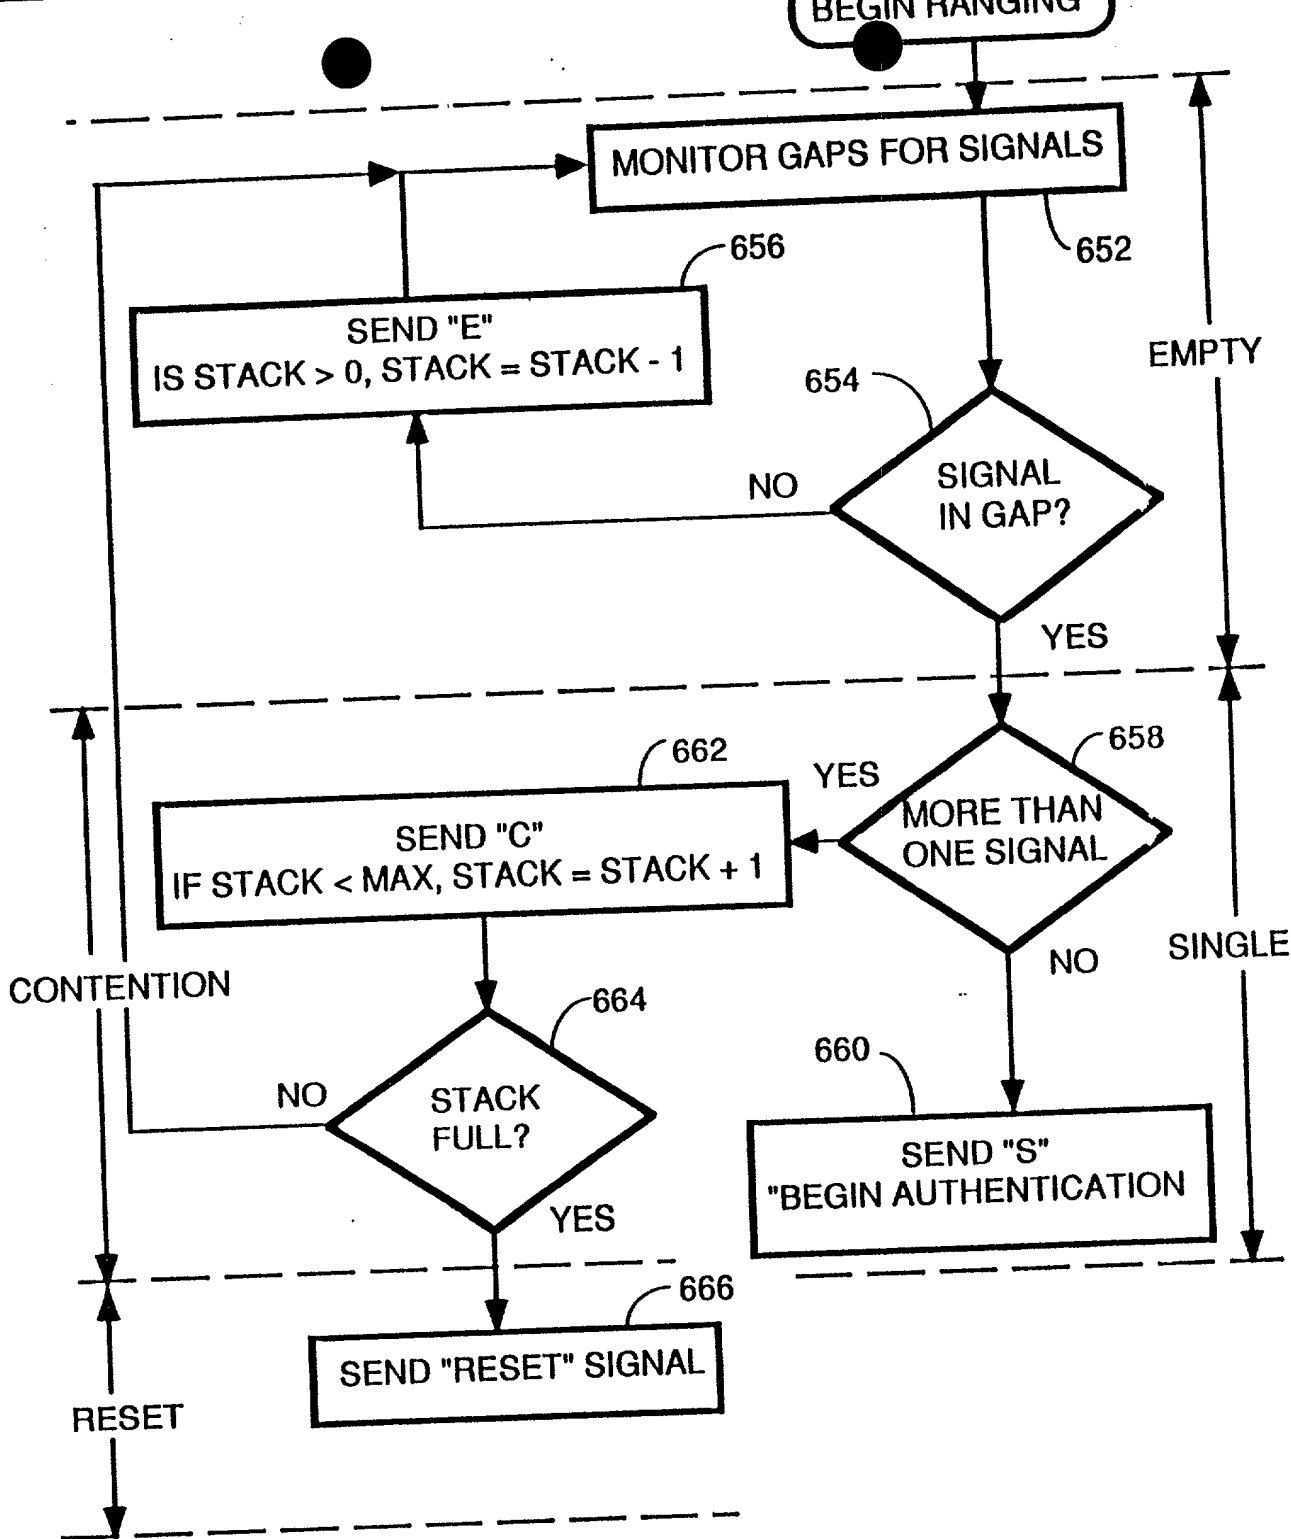 BEGIN RANGING
MONITOR GAPS FOR SIGNALS
652
656
SEND "E"
IS STACK > 0, STACK = STACK - 1
EMPTY
654
SIGNAL
IN GAP?
NO
YES
658
662
YES
MORE THAN
ONE SIGNAL
SEND "C"
IF STACK < MAX, STACK = STACK + 1
NO
SINGLE
CONTENTION
664
660
NO
STACK
FULL?
YES
SEND "S"
"BEGIN AUTHENTICATION
666
SEND "RESET" SIGNAL
RESET